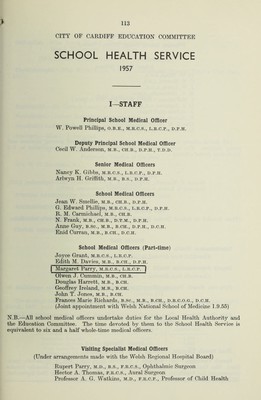 112
CITY OF CARDIFF EDUCATION COMMITTEE
SCHOOL HEALTH SERVICE
1957
I—STAFF
Principal School Medical Officer
W. Powell Phillips, O.B.E., M.R.C.S., L.R.C.P., D.P.H.
Deputy Principal School Medical Officer
Cecil W. Anderson, M.B., CH.B., D.P.H., T.D.D.
Senior Medical Officers
Nancy K. Gibbs, M.R.C.S., L.R.C.P., D.P.H.
Arbwyn H. Griffith, M.B., B.S., D.P.H.
School Medical Officers
Jean W. Smellie, M.B., CH.B., D.P.H.
G. Edward Phillips, M.R.C.S., L.R.C.P., D.P.H.
B. M. Carmichael, M.B., CH.B.
N. Frank, M.B., CH.B., D.T.M., D.P.H.
Anne Guy, B.SC., M.B., B.CH., D.P.H., D.C.H.
Enid Curran, M.B., B.CH., D.C.H.
School Medical Officers (Part-time)
Joyce Grant, M.R.C.S., L.R.C.P.
Edith M. Davies, M.B., B.CH., D.P.H.
Margaret Parry, M.R.C.S., L.R.C.P.
Olwen J. Cummin, M.B., CH.B.
Douglas Harrett, M.B., B.CH.
Geoffrey Ireland, M.B., B.CH.
John T. Jones, M.B., B.CH.
Frances Marie Richards, B.SC., M.B., B.CH., D.R.C.O.G., D.C.H.
(Joint appointment with Welsh National School of Medicine 1.9.55)
N.B.—All school medical officers undertake duties for the Local Health Authority and
the Education Committee. The time devoted by them to the School Health Service is
equivalent to six and a half whole-time medical officers.
Visiting Specialist Medical Officers
(Under arrangements made with the Welsh Regional Hospital Board)
Rupert Parry, M.D., B.S., F.R.C.S., Ophthalmic Surgeon
Hector A. Thomas, F.R.C.S., Aural Surgeon
Professor A. G. Watkins, M.D., F.R.C.P., Professor of Child Health